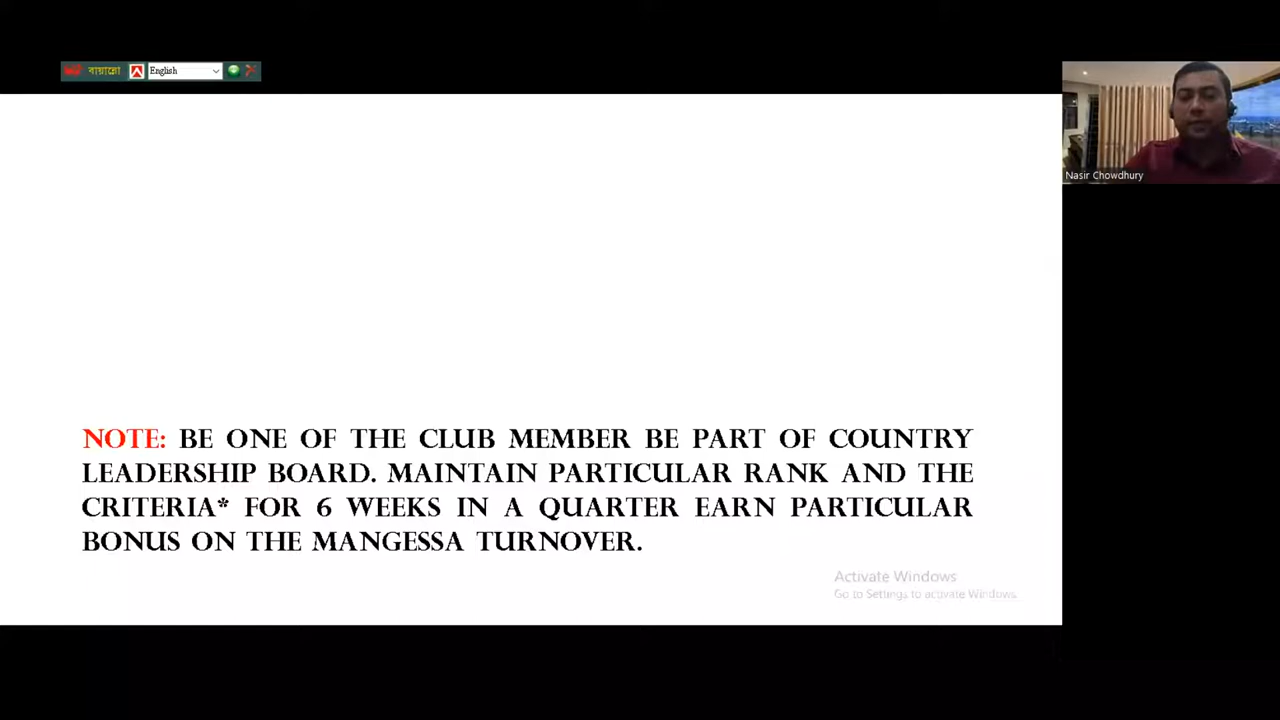 বায়ান্নো English
Nasir Chowdhury
NOTE: BE ONE OF THE CLUB MEMBER BE PART OF COUNTRY
LEADERSHIP BOARD. MAINTAIN PARTICULAR RANK AND THE
CRITERIA* FOR 6 WEEKS IN A QUARTER EARN PARTICULAR
BONUS ON THE MANGESSA TURNOVER.
Activate Windows
Go to Settings to activate Windows.